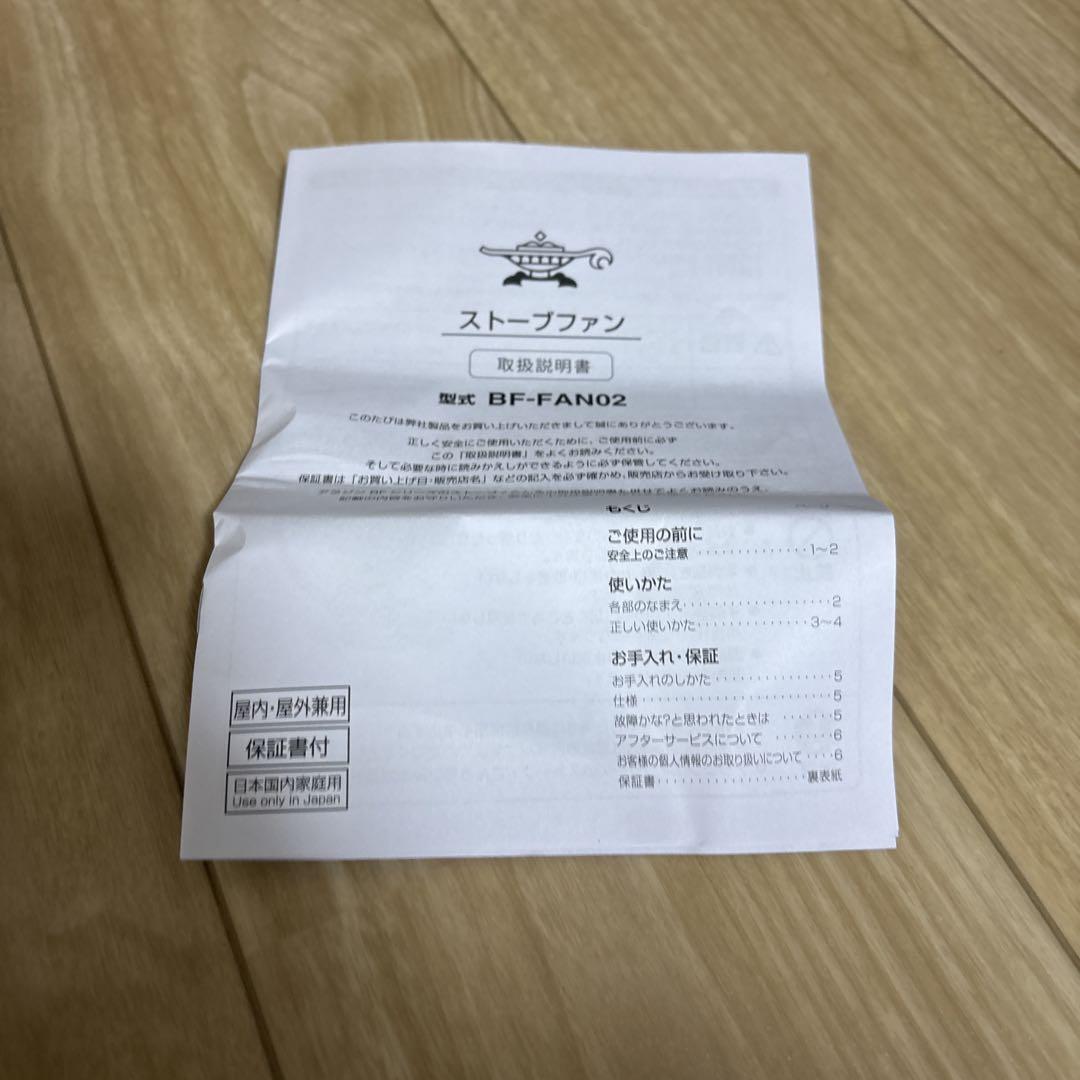 ストーブファン
取扱説明書
型式 BF-FAN02
このたびは弊社製品をお買い上げいただきまして誠にありがとうございます。
正しく安全にご使用いただくために、ご使用前に必ず
この「取扱説明書」をよくお読みください。
そして必要な時に読みかえしができるように必ず保管してください。
保証書は「お買い上げ日・販売店名」などの記入を必ず確かめ、販売店からお受け取り下さい。
もくじ
ご使用の前に
安全上のご注意 ・・・・・・・・・・・・・・・1~2
使いかた
各部のなまえ・・・・・・・・・・・・・・・・・・・・2
正しい使いかた・・・・・・・・・・・・・・・3~4
お手入れ・保証
お手入れのしかた・・・・・・・・・・・・・・・・5
仕様・・・・・・・・・・・・・・・・・・・・・・・・・・5
故障かな?と思われたときは ・・・・・・・5
アフターサービスについて ・・・・・・・・6
お客様の個人情報のお取り扱いについて ・・・・6
保証書・・・・・・・・・・・・・・・・・・・・裏表紙
屋内・屋外兼用
保証書付
日本国内家庭用
Use only in Japan